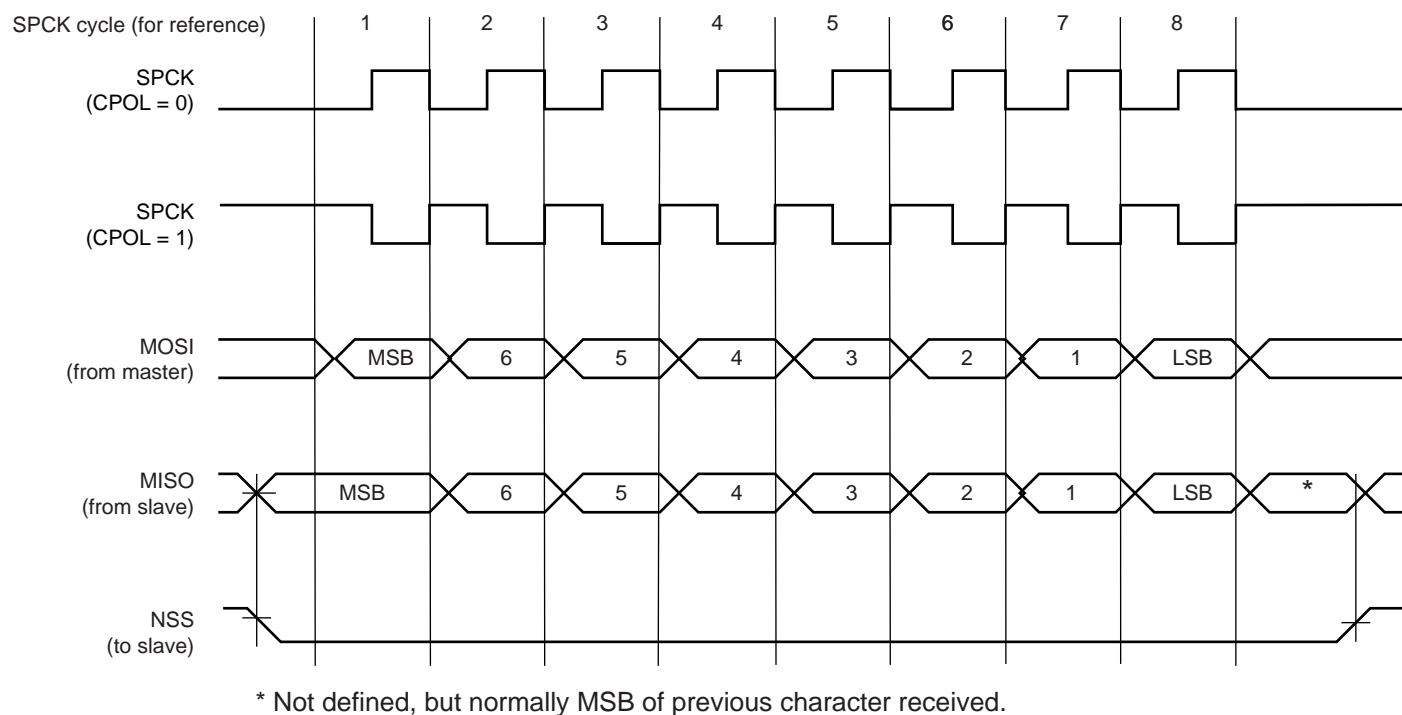 SPCK cycle (for reference) 1 2 3 4 5 6 7 8
SPCK
(CPOL = 0)
SPCK
(CPOL = 1)
MOSI
(from master)
MSB 6 5 4 3 2 1 LSB
MISO
(from slave)
MSB 6 5 4 3 2 1 LSB *
NSS
(to slave)
* Not defined, but normally MSB of previous character received.